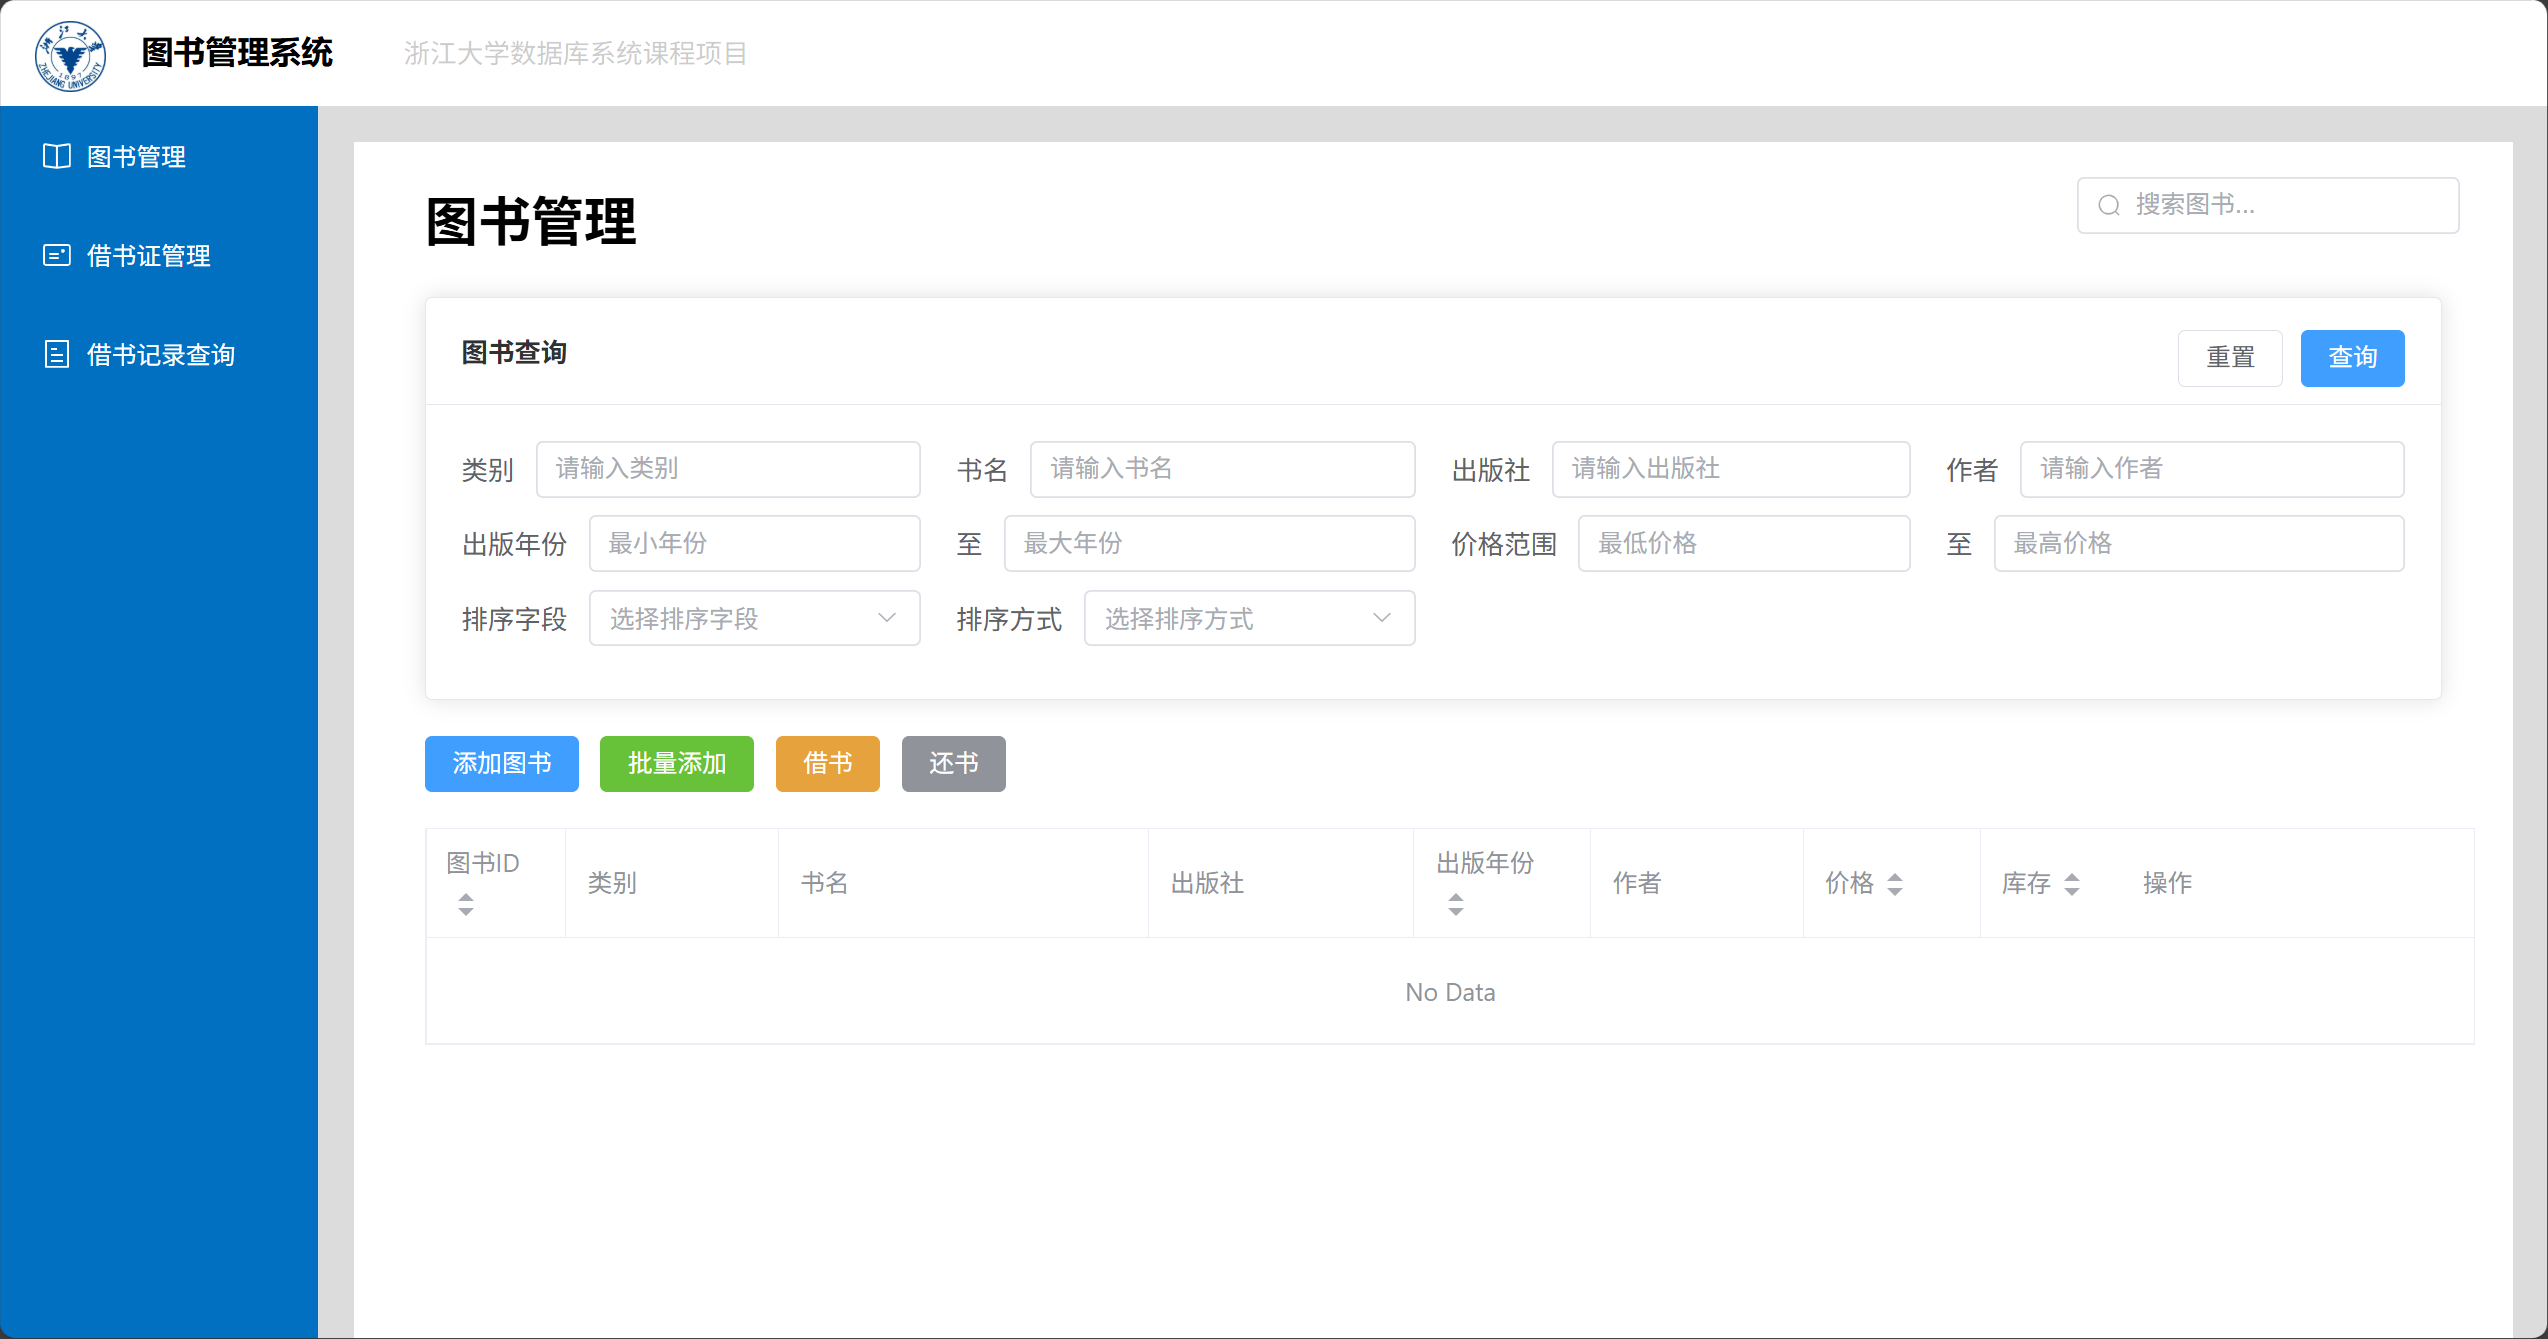 图书管理系统 浙江大学数据库系统课程项目
浙江大学
1897
ZHEJIANG UNIVERSITY
图书管理
借书证管理
借书记录查询
图书管理
搜索图书...
图书查询 重置 查询
类别 请输入类别 书名 请输入书名 出版社 请输入出版社 作者 请输入作者
出版年份 最小年份 至 最大年份 价格范围 最低价格 至 最高价格
排序字段 选择排序字段 排序方式 选择排序方式
添加图书 批量添加 借书 还书
图书ID 类别 书名 出版社 出版年份 作者 价格 库存 操作
No Data